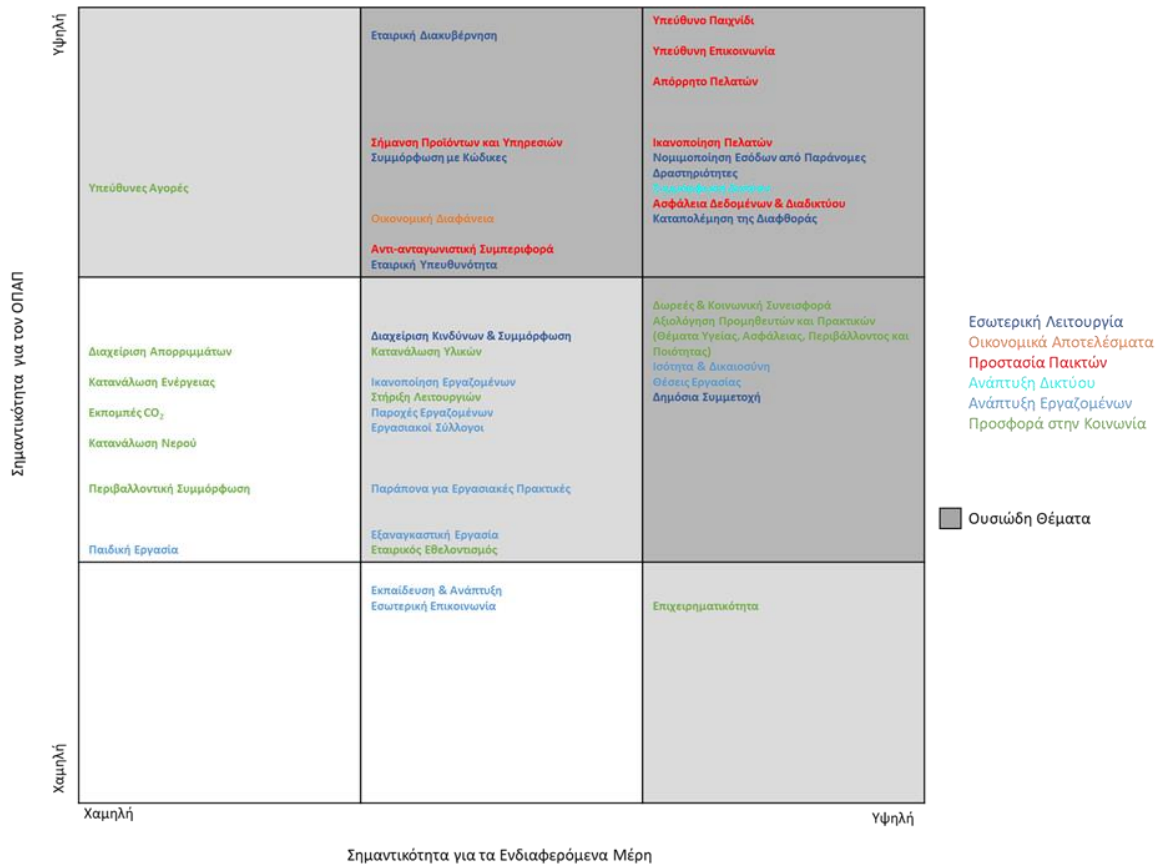 Υψηλή
Σημαντικότητα για τον ΟΠΑΠ
Χαμηλή
Υπεύθυνες Αγορές
Εταιρική Διακυβέρνηση
Σήμανση Προϊόντων και Υπηρεσιών
Συμμόρφωση με Κώδικες
Οικονομική Διαφάνεια
Αντι-ανταγωνιστική Συμπεριφορά
Εταιρική Υπευθυνότητα
Υπεύθυνο Παιχνίδι
Υπεύθυνη Επικοινωνία
Απόρρητο Πελατών
Ικανοποίηση Πελατών
Νομιμοποίηση Εσόδων από Παράνομες
Δραστηριότητες
Ασφάλεια Δεδομένων & Διαδικτύου
Καταπολέμηση της Διαφθοράς
Διαχείριση Απορριμμάτων
Κατανάλωση Ενέργειας
Εκπομπές CO₂
Κατανάλωση Νερού
Περιβαλλοντική Συμμόρφωση
Παιδική Εργασία
Διαχείριση Κινδύνων & Συμμόρφωση
Κατανάλωση Υλικών
Ικανοποίηση Εργαζομένων
Στήριξη Λειτουργιών
Παροχές Εργαζομένων
Εργασιακοί Σύλλογοι
Παράπονα για Εργασιακές Πρακτικές
Εξαναγκαστική Εργασία
Εταιρικός Εθελοντισμός
Δωρεές & Κοινωνική Συνεισφορά
Αξιολόγηση Προμηθευτών και Πρακτικών
(Θέματα Υγείας, Ασφάλειας, Περιβάλλοντος και
Ποιότητας)
Ισότητα & Δικαιοσύνη
Θέσεις Εργασίας
Δημόσια Συμμετοχή
Εκπαίδευση & Ανάπτυξη
Εσωτερική Επικοινωνία
Επιχειρηματικότητα
Χαμηλή
Υψηλή
Σημαντικότητα για τα Ενδιαφερόμενα Μέρη
Εσωτερική Λειτουργία
Οικονομικά Αποτελέσματα
Προστασία Παικτών
Ανάπτυξη Δικτύου
Ανάπτυξη Εργαζομένων
Προσφορά στην Κοινωνία
Ουσιώδη Θέματα